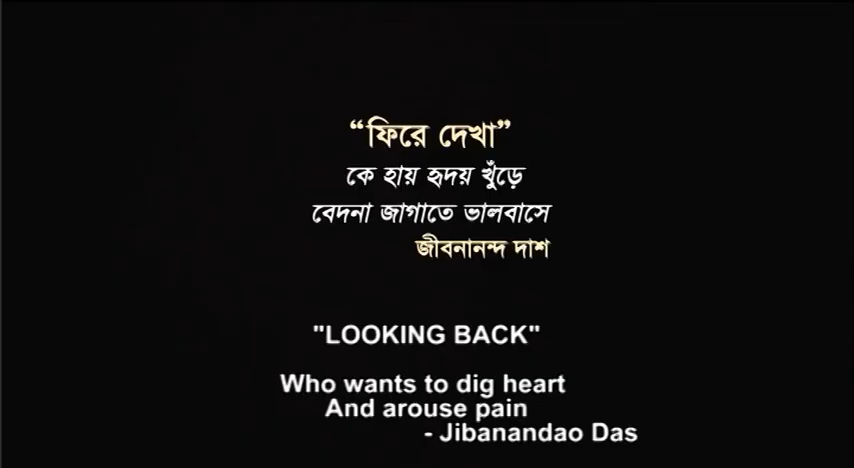 “ফিরে দেখা”
কে হায় হৃদয় খুঁড়ে
বেদনা জাগাতে ভালবাসে
জীবনানন্দ দাশ
"LOOKING BACK"
Who wants to dig heart
And arouse pain
- Jibanandao Das